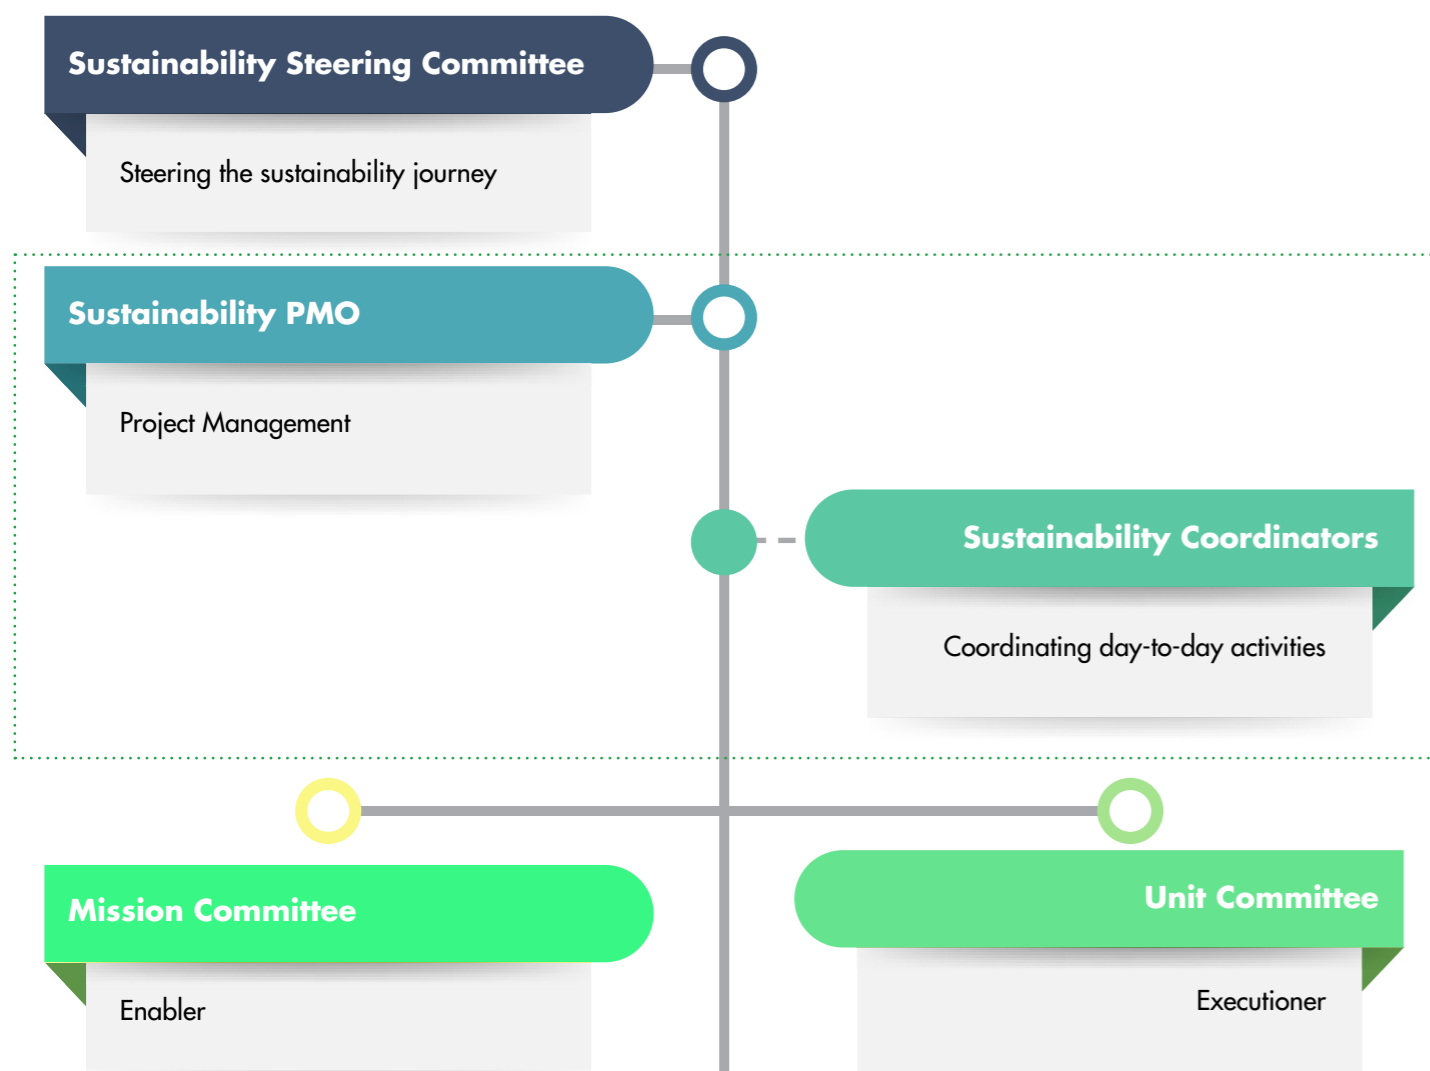 Sustainability Steering Committee
Steering the sustainability journey
Sustainability PMO
Project Management
Sustainability Coordinators
Coordinating day-to-day activities
Mission Committee
Enabler
Unit Committee
Executioner